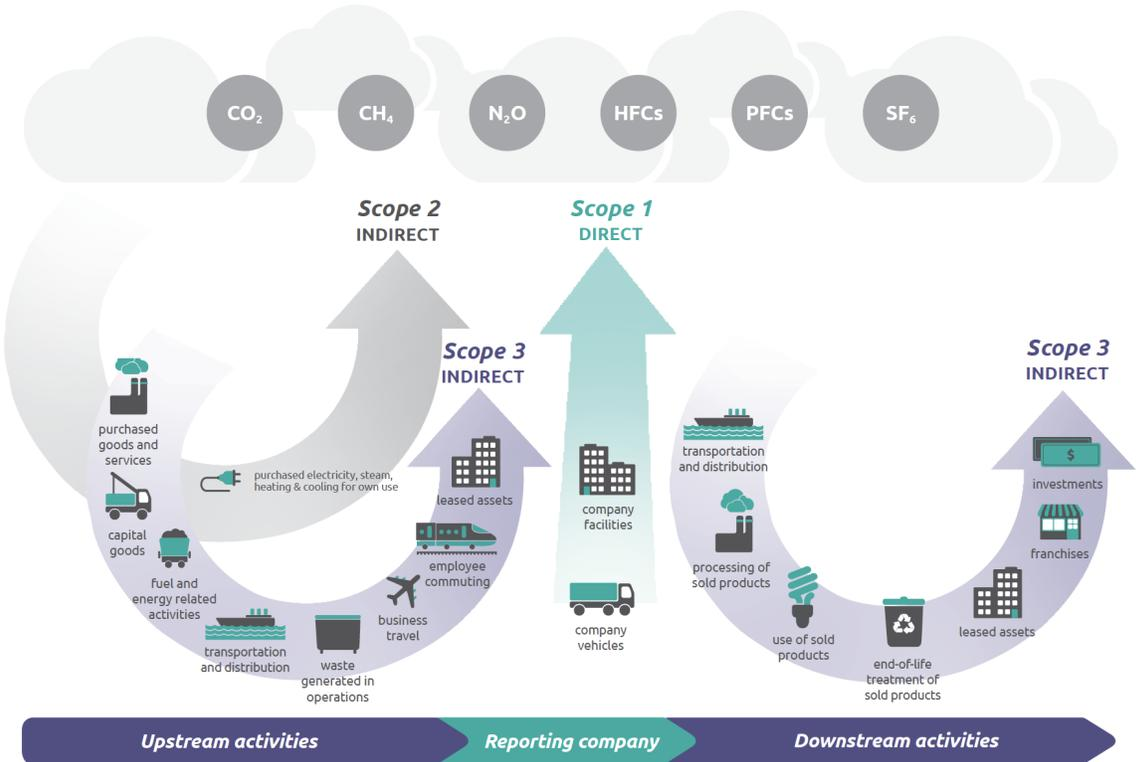 CO₂
CH₄
N₂O
HFCs
PFCs
SF₆
Scope 2
INDIRECT
Scope 1
DIRECT
Scope 3
INDIRECT
Scope 3
INDIRECT
purchased
goods and
services
capital
goods
fuel and
energy related
activities
transportation
and distribution
waste
generated in
operations
business
travel
employee
commuting
leased assets
purchased electricity, steam,
heating & cooling for own use
company
facilities
company
vehicles
transportation
and distribution
processing of
sold products
use of sold
products
end-of-life
treatment of
sold products
leased assets
franchises
$
investments
Upstream activities
Reporting company
Downstream activities